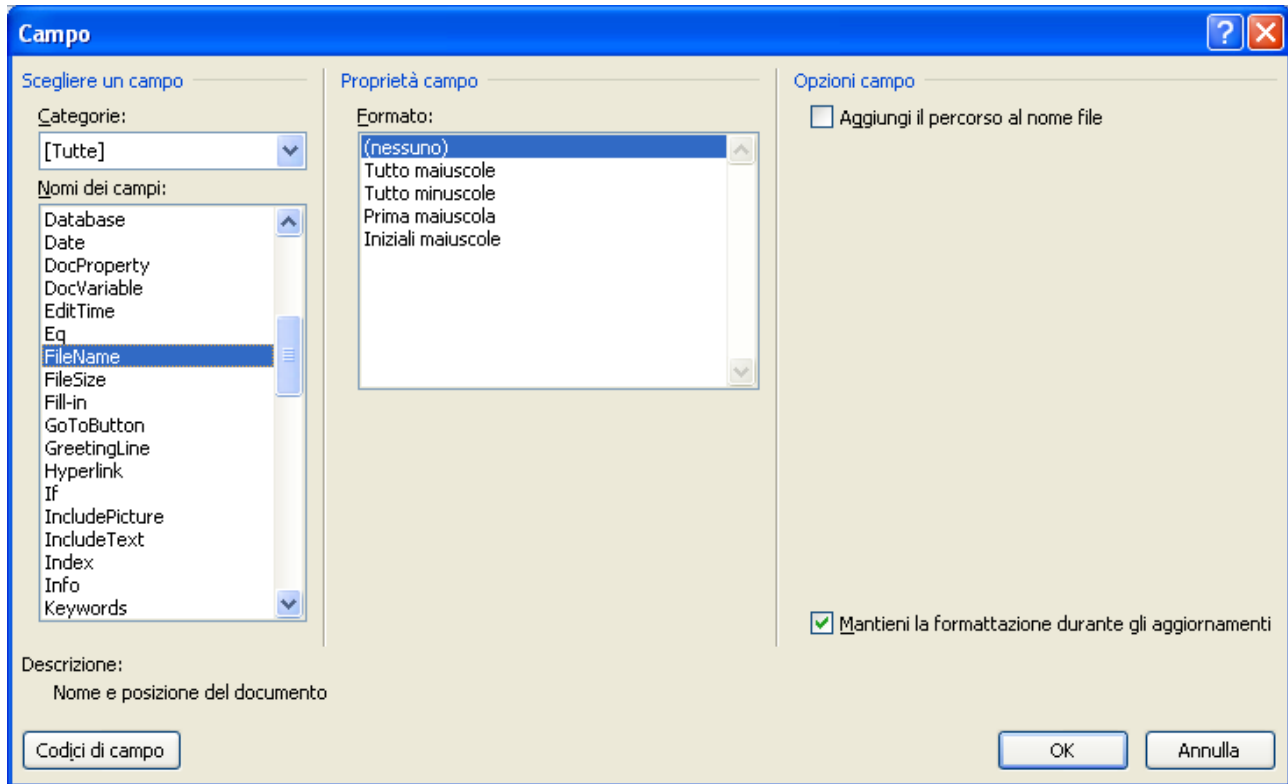 Campo
Scegliere un campo
Categorie:
[Tutte]
Nomi dei campi:
Database
Date
DocProperty
DocVariable
EditTime
Eq
FileName
FileSize
Fill-in
GoToButton
GreetingLine
Hyperlink
If
IncludePicture
IncludeText
Index
Info
Keywords
Proprietà campo
Formato:
(nessuno)
Tutto maiuscole
Tutto minuscole
Prima maiuscola
Iniziali maiuscole
Opzioni campo
Aggiungi il percorso al nome file
Mantieni la formattazione durante gli aggiornamenti
Descrizione:
Nome e posizione del documento
Codici di campo
OK
Annulla